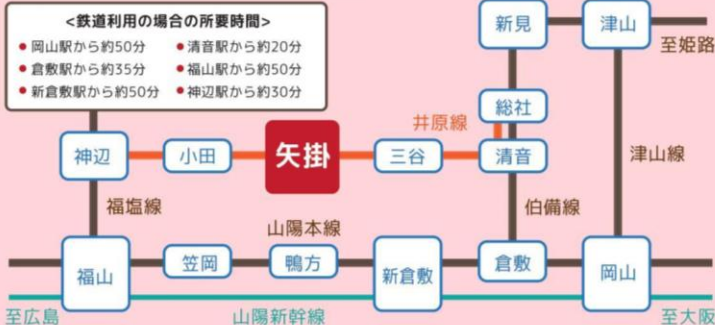 <鉄道利用の場合の所要時間>
● 岡山駅から約50分 ● 清音駅から約20分
● 倉敷駅から約35分 ● 福山駅から約50分
● 新倉敷駅から約50分 ● 神辺駅から約30分
新見
津山
至姫路
総社
井原線
神辺
小田
矢掛
三谷
清音
津山線
福塩線
伯備線
山陽本線
福山
笠岡
鴨方
新倉敷
倉敷
岡山
至広島
山陽新幹線
至大阪